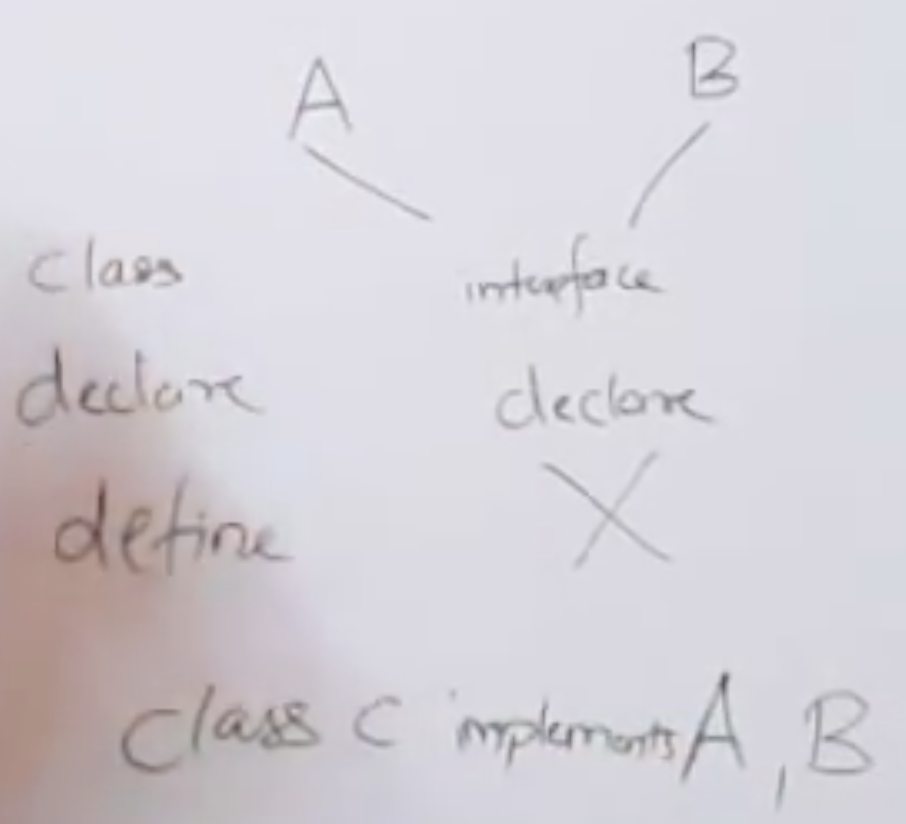 A B
class interface
declare declare
define X
class C implements A, B